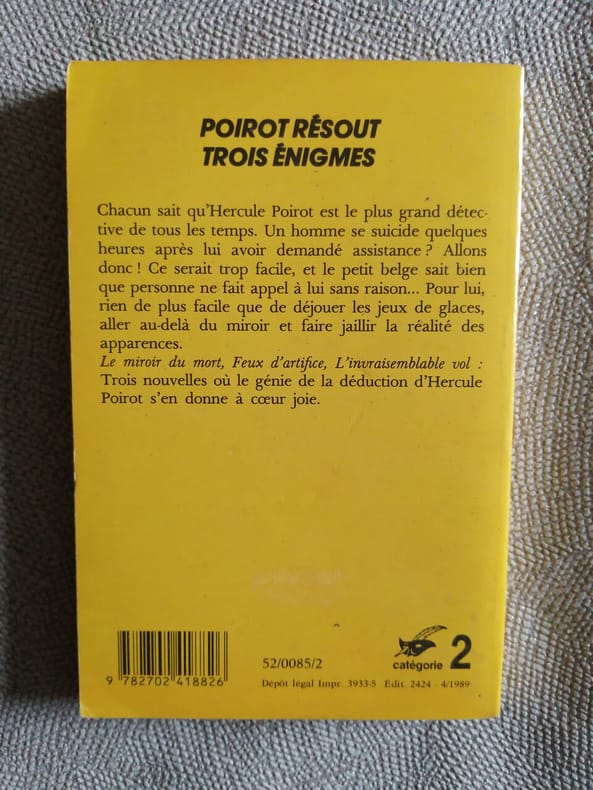 POIROT RÉSOUT
TROIS ÉNIGMES
Chacun sait qu'Hercule Poirot est le plus grand détec-
tive de tous les temps. Un homme se suicide quelques
heures après lui avoir demandé assistance ? Allons
donc ! Ce serait trop facile, et le petit belge sait bien
que personne ne fait appel à lui sans raison... Pour lui,
rien de plus facile que de déjouer les jeux de glaces,
aller au-delà du miroir et faire jaillir la réalité des
apparences.
Le miroir du mort, Feux d'artifice, L'invraisemblable vol :
Trois nouvelles où le génie de la déduction d'Hercule
Poirot s'en donne à cœur joie.
9 782702 418826
52/0085/2
catégorie 2
Dépôt légal Impr. 3933-5 Edit. 2424 - 4/1989